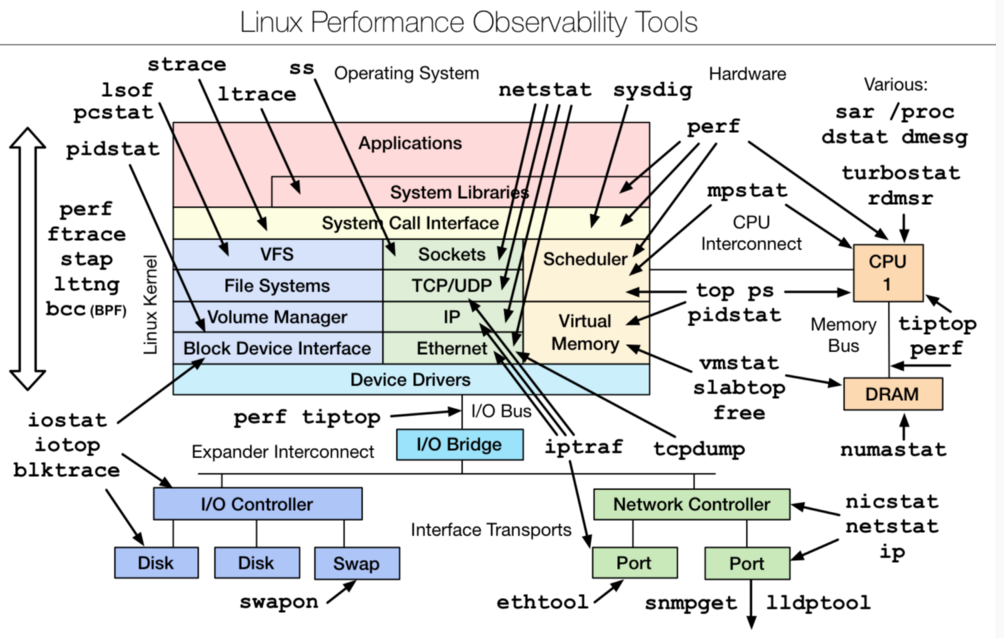 Linux Performance Observability Tools
strace
ss
Operating System
Hardware
Various:
lsof
pcstat
ltrace
netstat
sysdig
sar /proc
dstat dmesg
pidstat
perf
turbostat
rdmsr
mpstat
CPU
Interconnect
perf
ftrace
stap
lttng
bcc (BPF)
Linux Kernel
Applications
System Libraries
System Call Interface
VFS
Sockets
Scheduler
File Systems
TCP/UDP
Volume Manager
IP
Virtual
Memory
Block Device Interface
Ethernet
Device Drivers
CPU
1
top ps
pidstat
Memory
Bus
tiptop
perf
vmstat
slabtop
free
DRAM
numastat
iostat
iotop
blktrace
perf tiptop
I/O Bus
I/O Bridge
iptraf
tcpdump
Expander Interconnect
I/O Controller
Network Controller
nicstat
netstat
ip
Interface Transports
Disk
Disk
Swap
Port
Port
swapon
ethtool
snmpget
lldptool